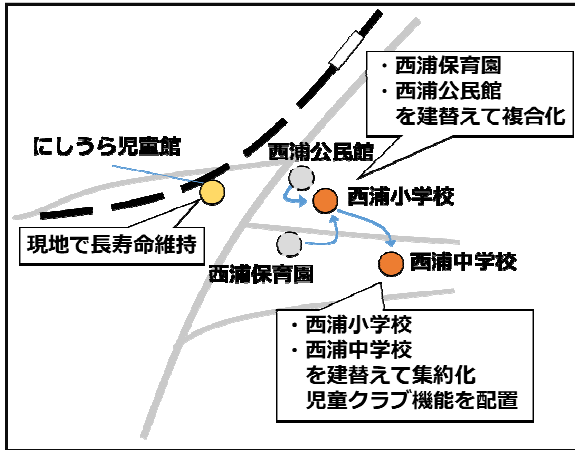 ・西浦保育園
・西浦公民館
を建替えて複合化
にしうら児童館
西浦公民館
西浦小学校
現地で長寿命維持
西浦保育園
西浦中学校
・西浦小学校
・西浦中学校
を建替えて集約化
児童クラブ機能を配置